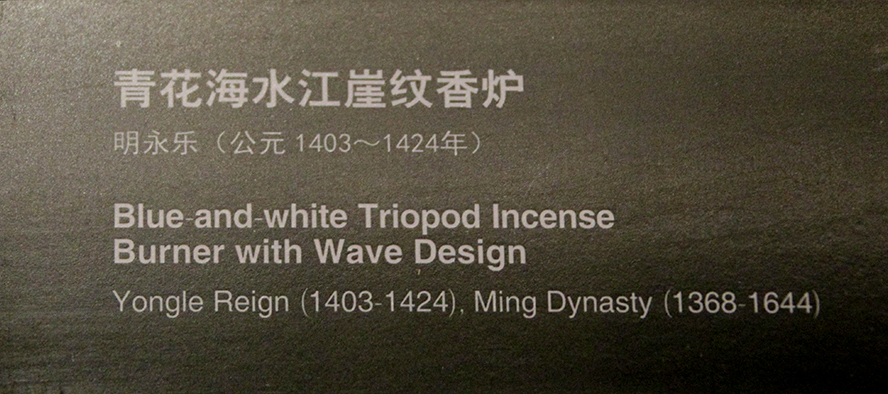 青花海水江崖纹香炉
明永乐（公元 1403～1424年）
Blue-and-white Triopod Incense
Burner with Wave Design
Yongle Reign (1403-1424), Ming Dynasty (1368-1644)